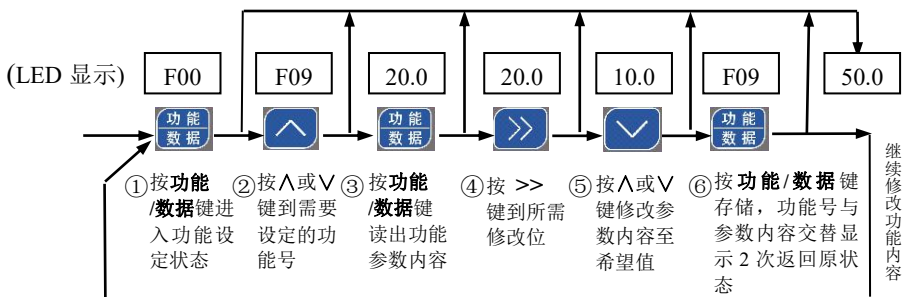 (LED 显示)
F00
F09
20.0
20.0
10.0
F09
50.0
功 能
数 据
功 能
数 据
功 能
数 据
①按功能
/数据键进
入功能设
定状态
②按∧或∨
键到需要
设定的功
能号
③按功能
/数据键
读出功能
参数内容
④按 >>
键到所需
修改位
⑤按∧或∨
键修改参
数内容至
希望值
⑥按功能/数据键
存储，功能号与
参数内容交替显
示 2 次返回原状
态
继续修改功能内容